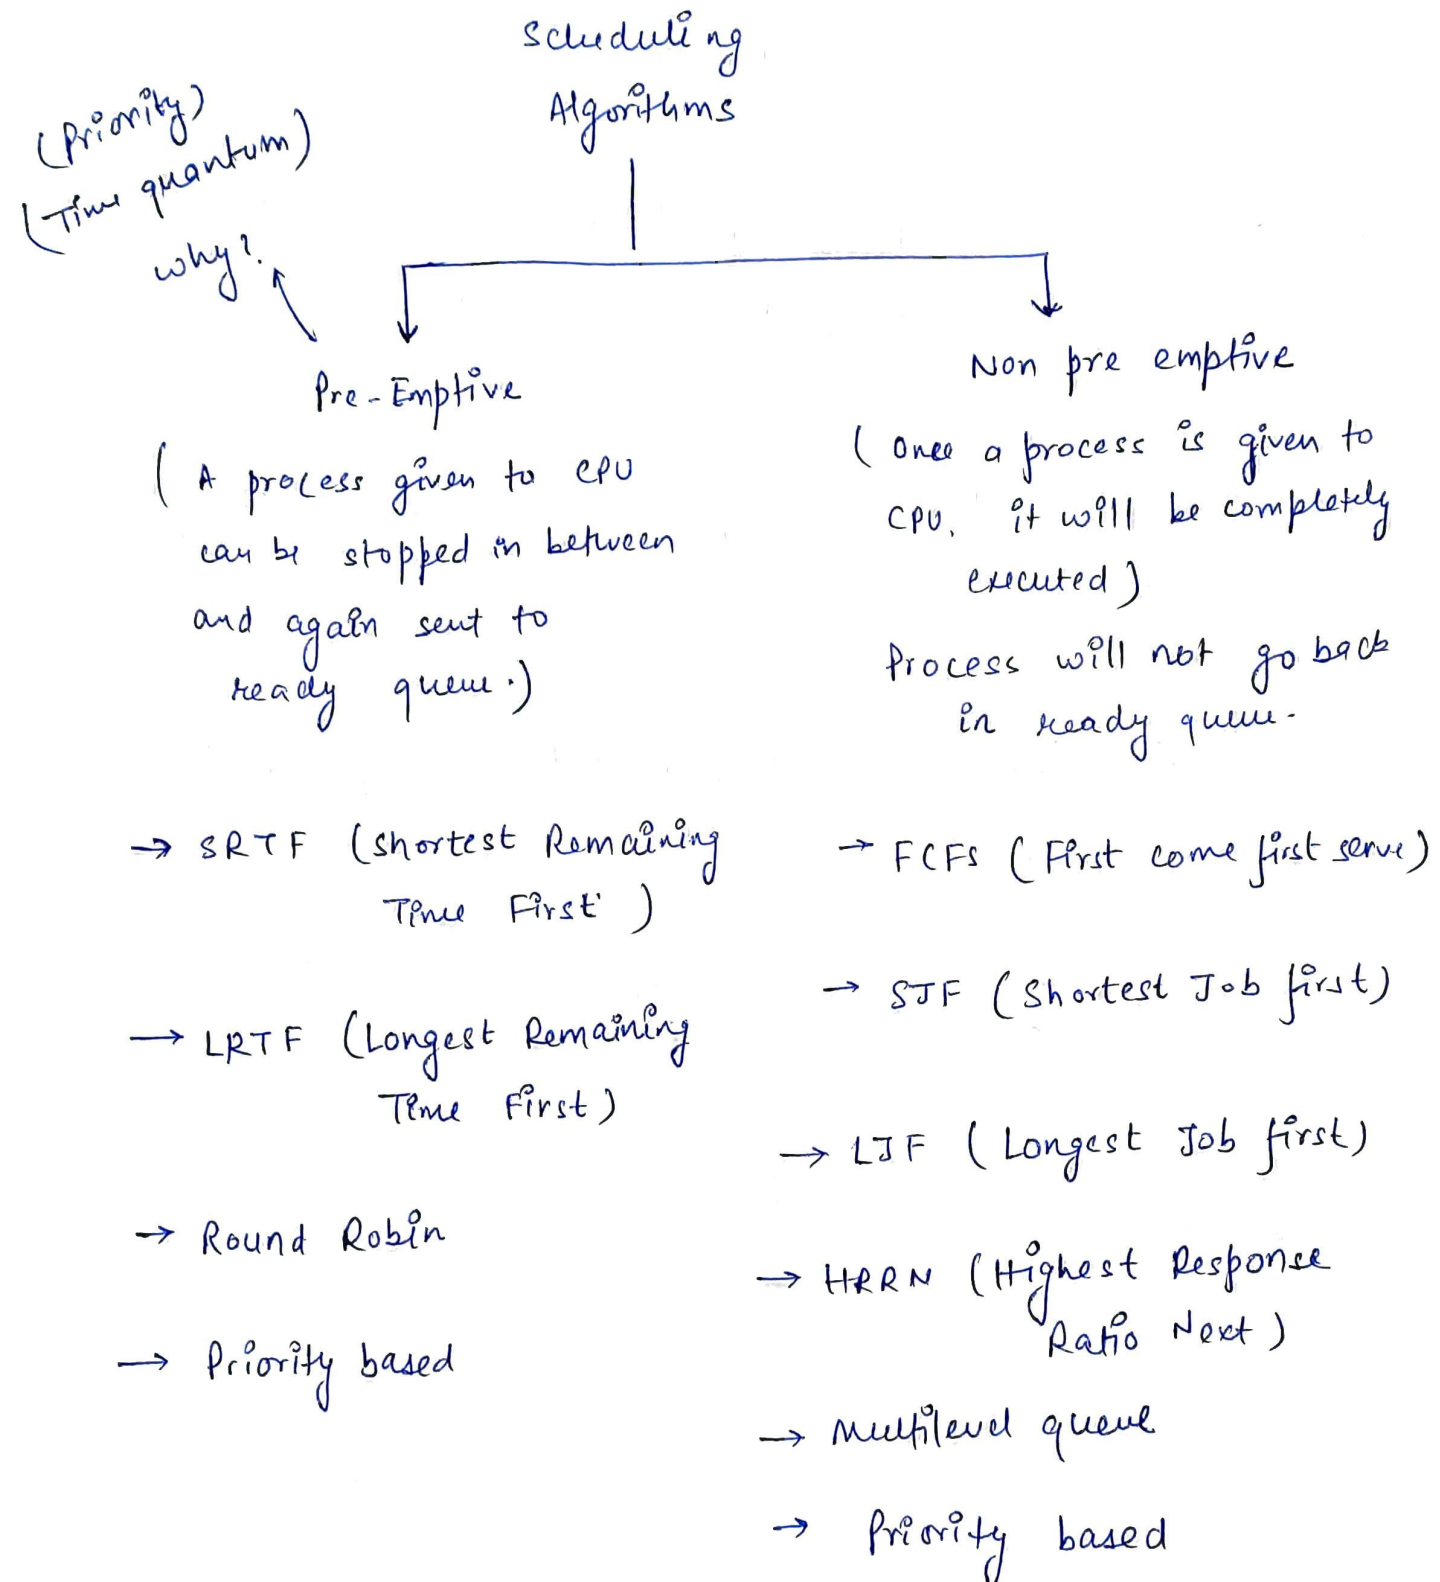 Scheduling
Algorithms
(Priority)
(Time quantum)
why?
Pre-Emptive
(A process given to CPU
can be stopped in between
and again sent to
ready queue.)
→ SRTF (Shortest Remaining
Time First)
→ LRTF (Longest Remaining
Time First)
→ Round Robin
→ Priority based
Non pre emptive
(Once a process is given to
CPU, it will be completely
executed)
Process will not go back
in ready queue.
→ FCFS (First come first serve)
→ SJF (Shortest Job first)
→ LJF (Longest Job first)
→ HRRN (Highest Response
Ratio Next)
→ Multilevel queue
→ Priority based